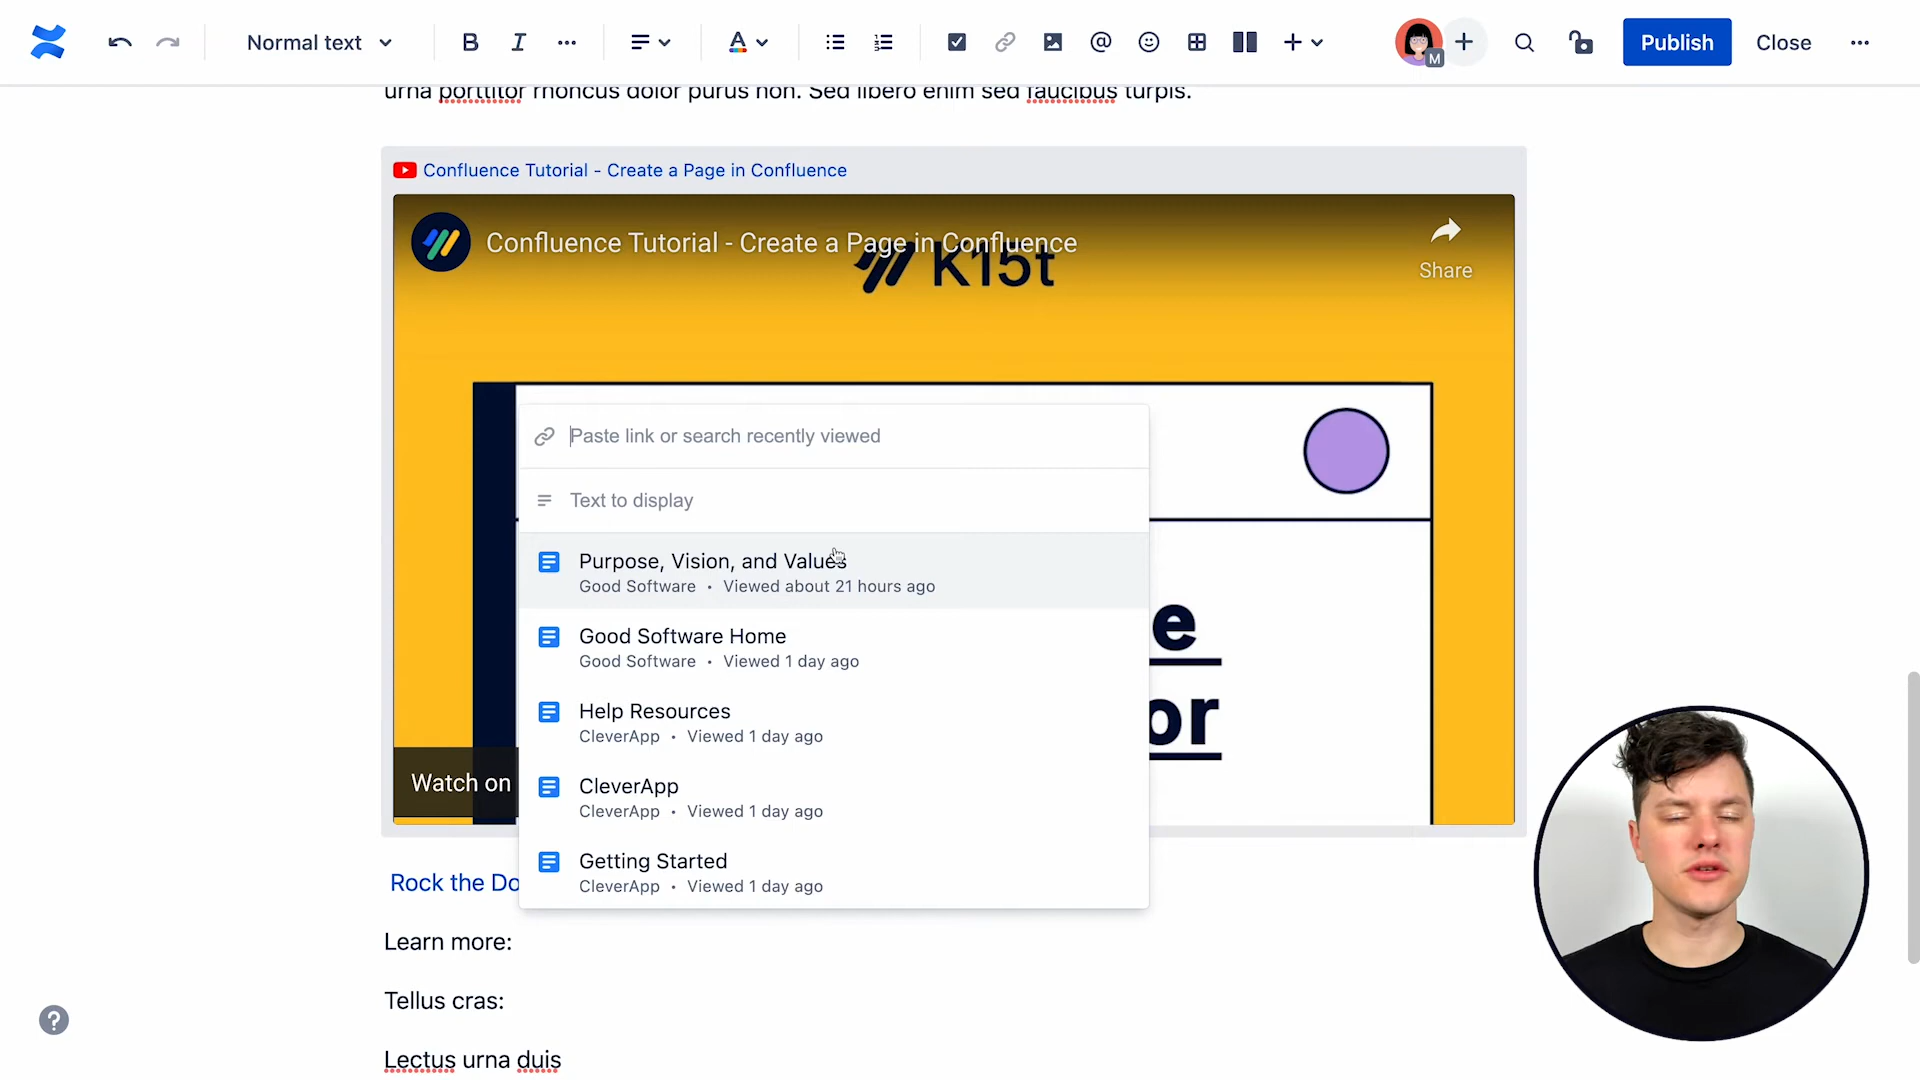 Normal text
B
I
A
M
Publish
Close
urna porttitor rhoncus dolor purus non. Sed libero enim sed faucibus turpis.
Confluence Tutorial - Create a Page in Confluence
Confluence Tutorial - Create a Page in Confluence
K15t
Share
Paste link or search recently viewed
Text to display
Purpose, Vision, and Values
Good Software • Viewed about 21 hours ago
Good Software Home
Good Software • Viewed 1 day ago
e
Help Resources
CleverApp • Viewed 1 day ago
or
Watch on
CleverApp
CleverApp • Viewed 1 day ago
Getting Started
CleverApp • Viewed 1 day ago
Rock the Do
Learn more:
Tellus cras:
Lectus urna duis
?